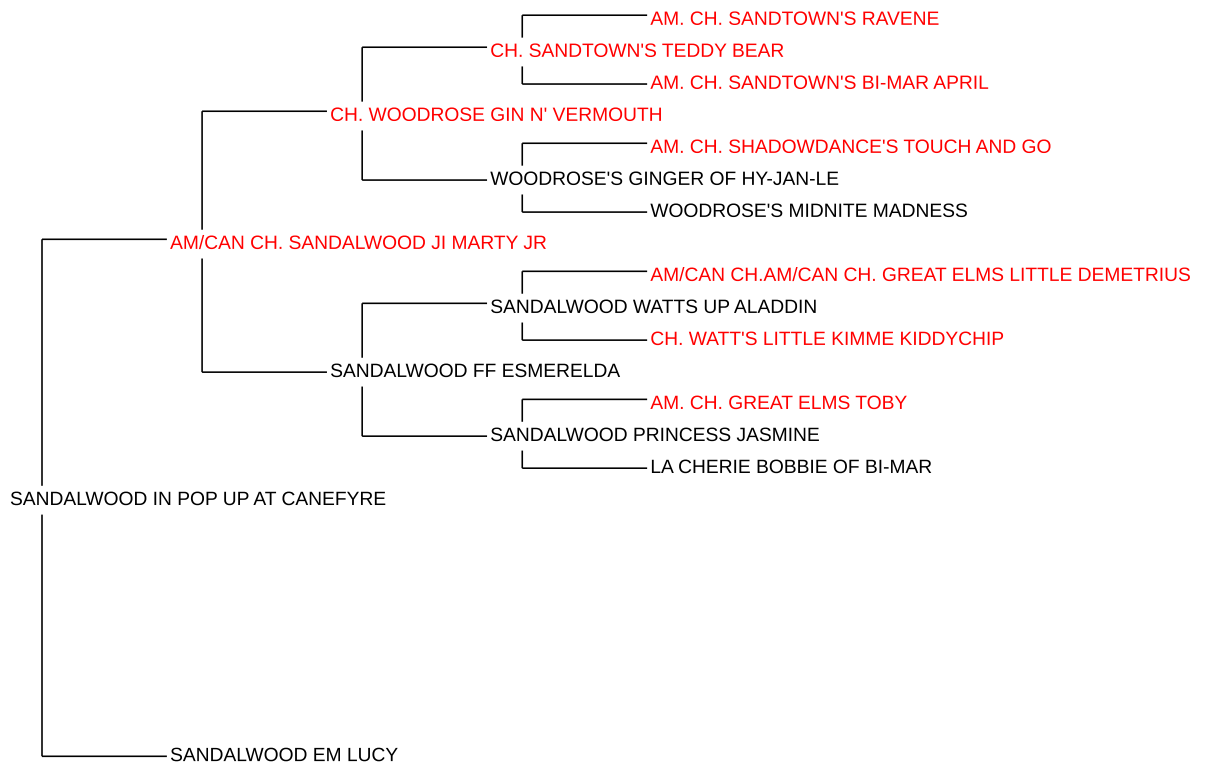 AM. CH. SANDTOWN'S RAVENE
CH. SANDTOWN'S TEDDY BEAR
AM. CH. SANDTOWN'S BI-MAR APRIL
CH. WOODROSE GIN N' VERMOUTH
AM. CH. SHADOWDANCE'S TOUCH AND GO
WOODROSE'S GINGER OF HY-JAN-LE
WOODROSE'S MIDNITE MADNESS
AM/CAN CH. SANDALWOOD JI MARTY JR
AM/CAN CH.AM/CAN CH. GREAT ELMS LITTLE DEMETRIUS
SANDALWOOD WATTS UP ALADDIN
CH. WATT'S LITTLE KIMME KIDDYCHIP
SANDALWOOD FF ESMERELDA
AM. CH. GREAT ELMS TOBY
SANDALWOOD PRINCESS JASMINE
LA CHERIE BOBBIE OF BI-MAR
SANDALWOOD IN POP UP AT CANEFYRE
SANDALWOOD EM LUCY